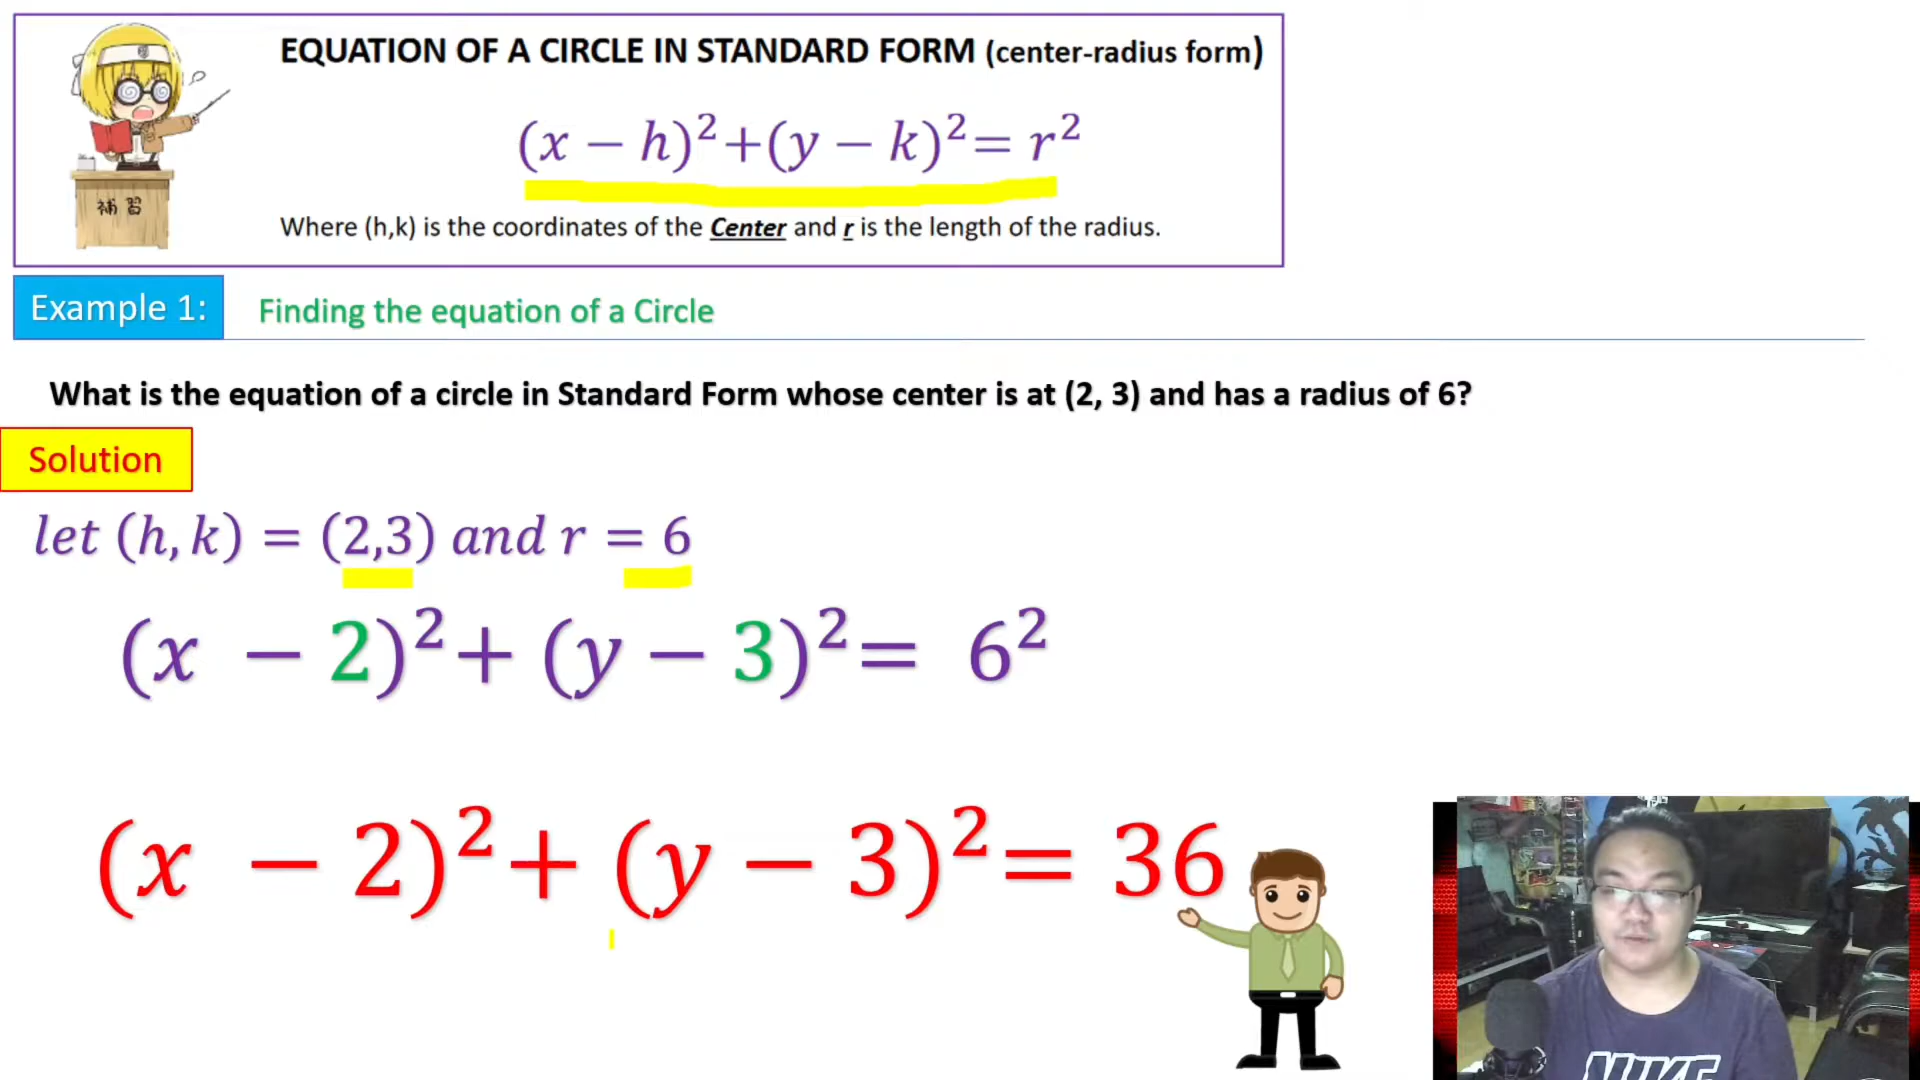 EQUATION OF A CIRCLE IN STANDARD FORM (center-radius form)
(x − h)²+(y − k)²= r²
Where (h,k) is the coordinates of the Center and r is the length of the radius.
補習
Example 1:
Finding the equation of a Circle
What is the equation of a circle in Standard Form whose center is at (2, 3) and has a radius of 6?
Solution
let (h, k) = (2,3) and r = 6
(x − 2)²+ (y − 3)²= 6²
(x − 2)²+ (y − 3)²= 36
NIKE